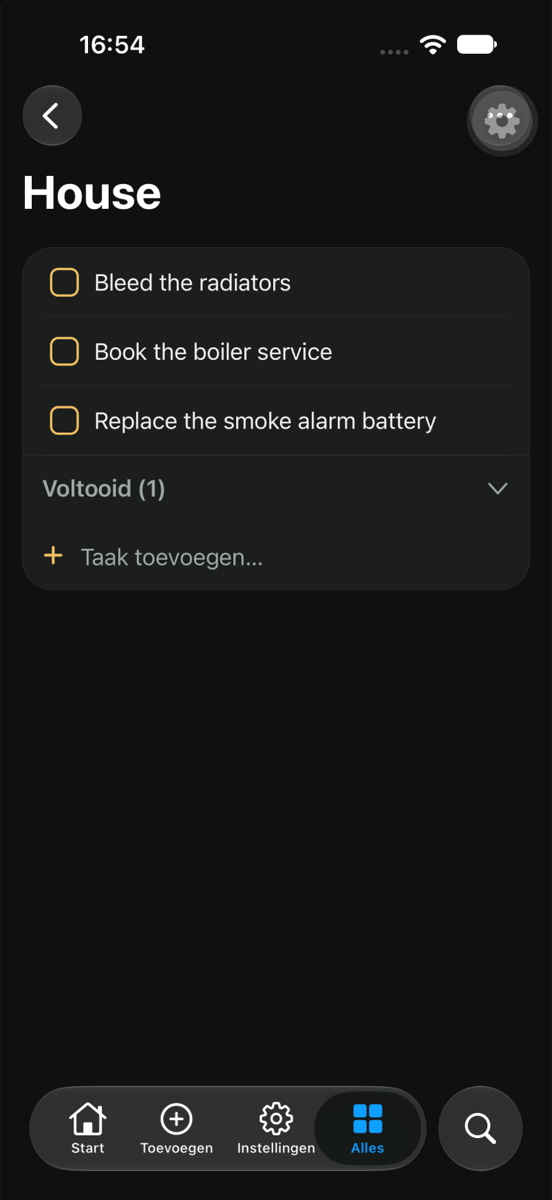 16:54
House
Bleed the radiators
Book the boiler service
Replace the smoke alarm battery
Voltooid (1)
Taak toevoegen...
Start
Toevoegen
Instellingen
Alles